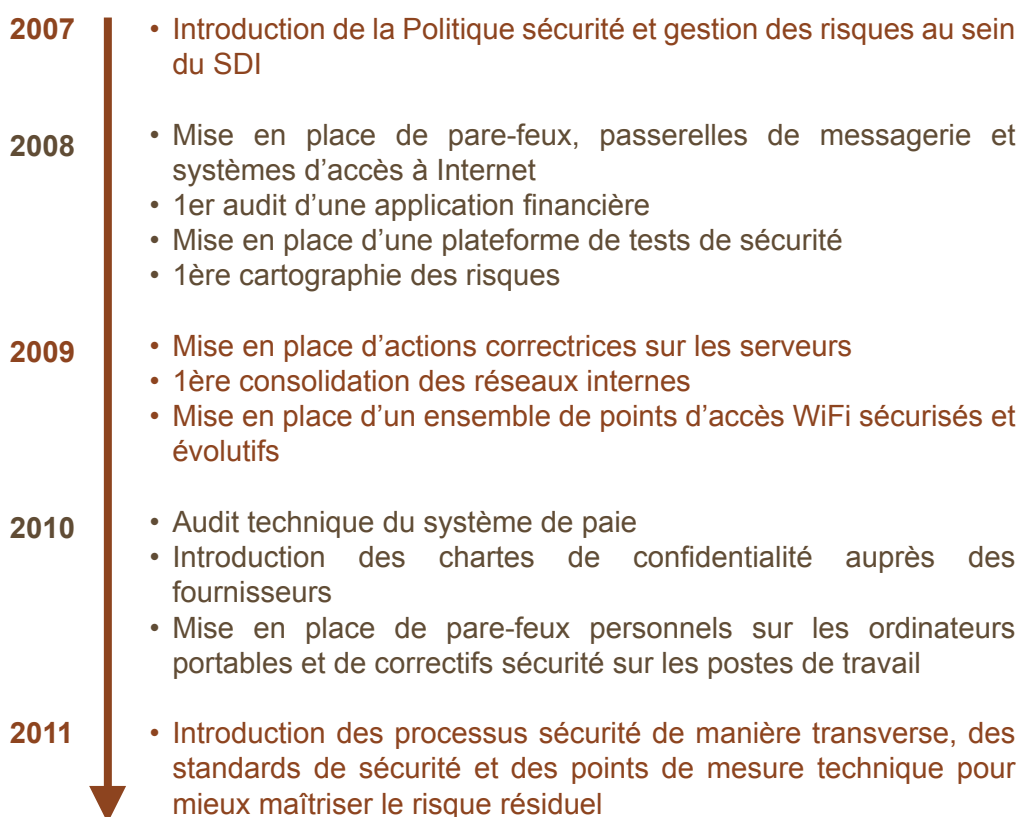 2007
• Introduction de la Politique sécurité et gestion des risques au sein
du SDI
2008
• Mise en place de pare-feux, passerelles de messagerie et
systèmes d’accès à Internet
• 1er audit d’une application financière
• Mise en place d’une plateforme de tests de sécurité
• 1ère cartographie des risques
2009
• Mise en place d’actions correctrices sur les serveurs
• 1ère consolidation des réseaux internes
• Mise en place d’un ensemble de points d’accès WiFi sécurisés et
évolutifs
2010
• Audit technique du système de paie
• Introduction des chartes de confidentialité auprès des
fournisseurs
• Mise en place de pare-feux personnels sur les ordinateurs
portables et de correctifs sécurité sur les postes de travail
2011
• Introduction des processus sécurité de manière transverse, des
standards de sécurité et des points de mesure technique pour
mieux maîtriser le risque résiduel